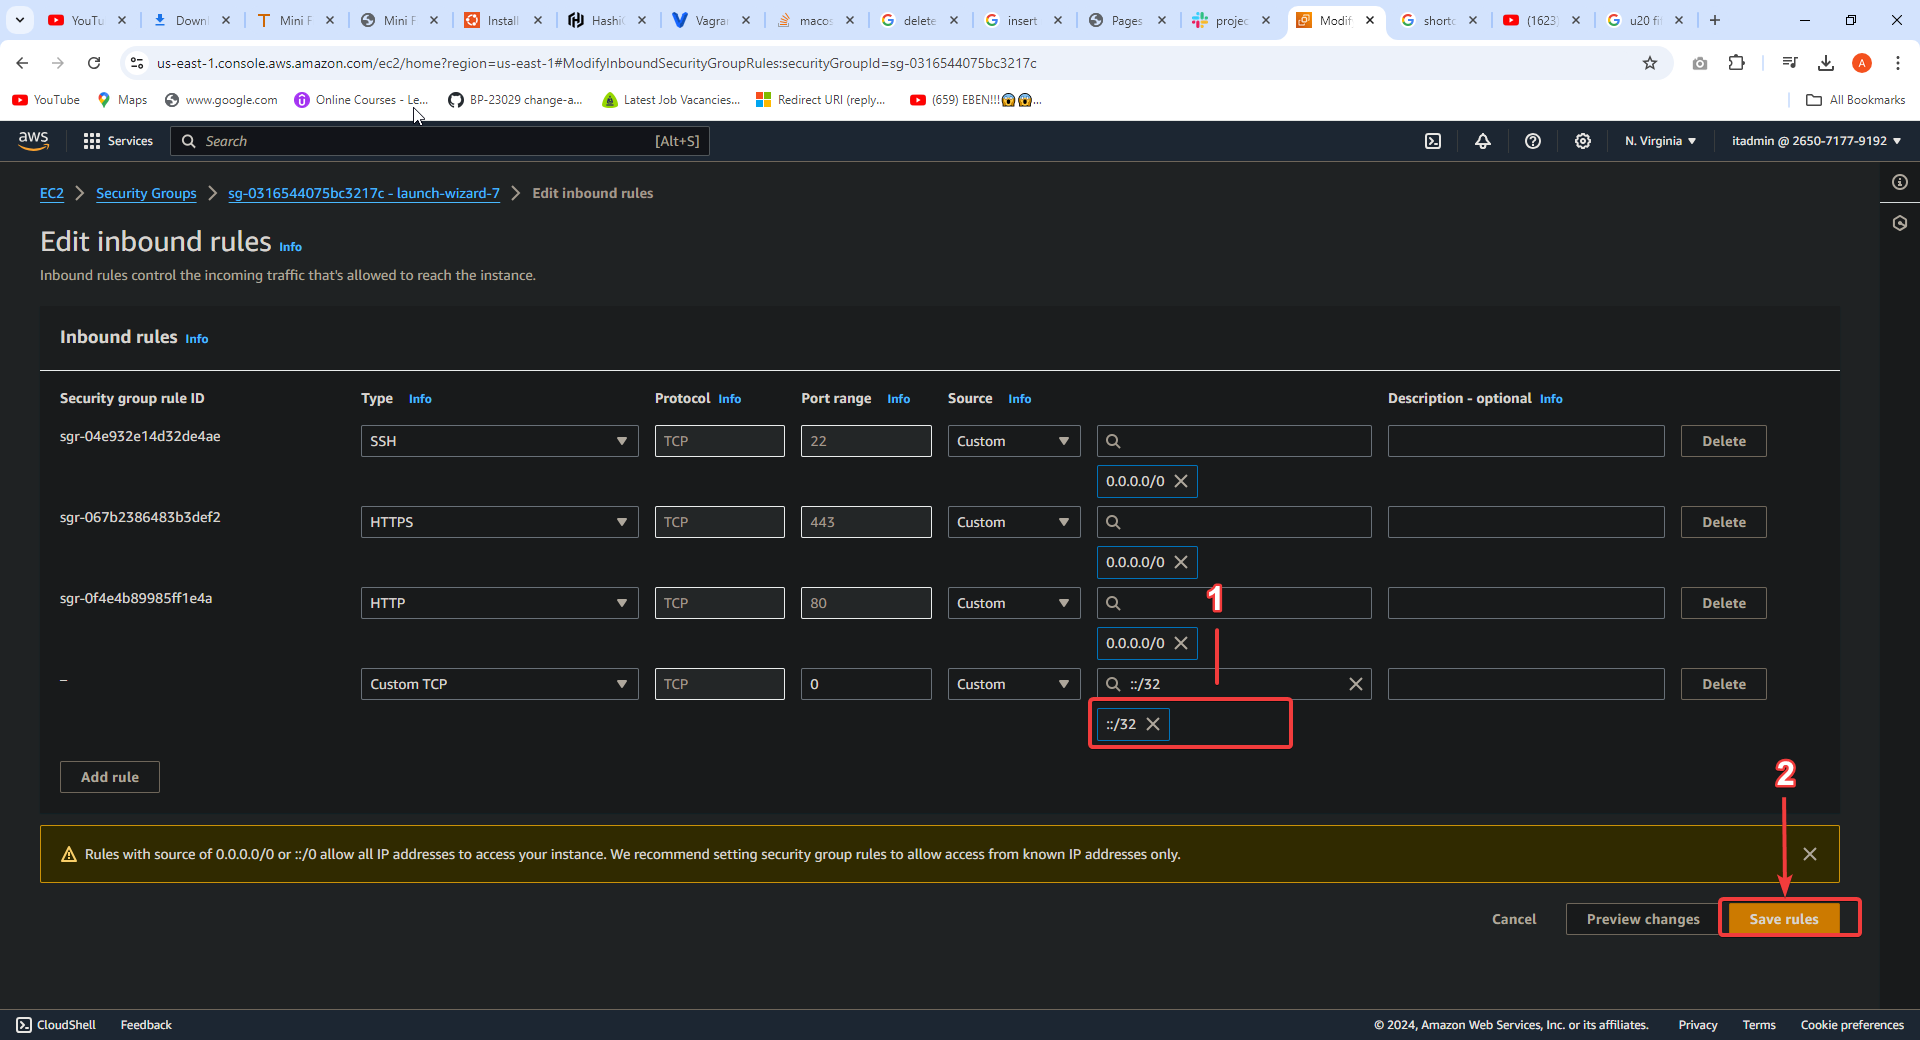 YouTu
Downl
Mini F
Mini F
Install
HashiC
Vagran
macos
delete
insert
Pages
projec
Modify
shortc
(1623)
u20 fif
us-east-1.console.aws.amazon.com/ec2/home?region=us-east-1#ModifyInboundSecurityGroupRules:securityGroupId=sg-0316544075bc3217c
A
YouTube
Maps
www.google.com
Online Courses - Le...
BP-23029 change-a...
Latest Job Vacancies...
Redirect URI (reply...
(659) EBEN!!!😱😱...
All Bookmarks
aws
Services
Search
[Alt+S]
N. Virginia
itadmin @ 2650-7177-9192
EC2
Security Groups
sg-0316544075bc3217c - launch-wizard-7
Edit inbound rules
Edit inbound rules Info
Inbound rules control the incoming traffic that's allowed to reach the instance.
Inbound rules Info
Security group rule ID
Type Info
Protocol Info
Port range Info
Source Info
Description - optional Info
sgr-04e932e14d32de4ae
SSH
TCP
22
Custom
Delete
0.0.0.0/0
sgr-067b2386483b3def2
HTTPS
TCP
443
Custom
Delete
0.0.0.0/0
1
sgr-0f4e4b89985ff1e4a
HTTP
TCP
80
Custom
Delete
0.0.0.0/0
–
Custom TCP
TCP
0
Custom
::/32
Delete
::/32
Add rule
2
Rules with source of 0.0.0.0/0 or ::/0 allow all IP addresses to access your instance. We recommend setting security group rules to allow access from known IP addresses only.
Cancel
Preview changes
Save rules
CloudShell
Feedback
© 2024, Amazon Web Services, Inc. or its affiliates.
Privacy
Terms
Cookie preferences